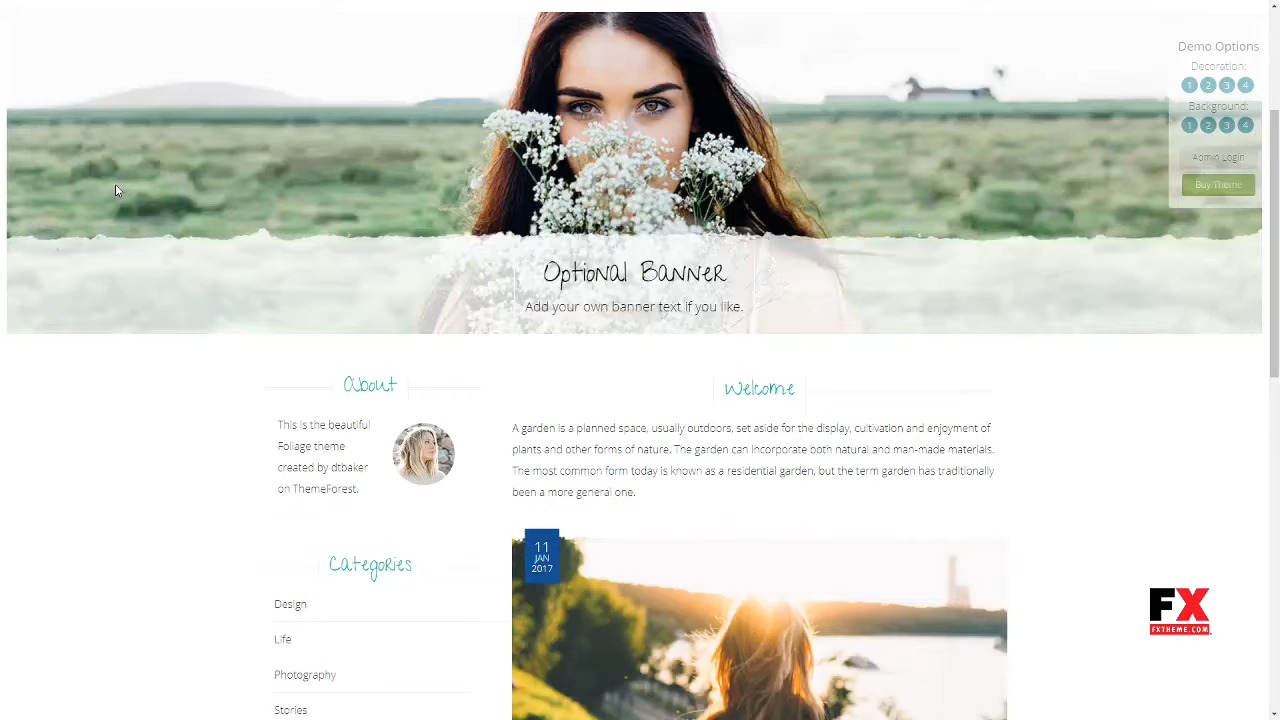 Demo Options
Decoration:
1 2 3 4
Background:
1 2 3 4
Admin Login
Buy Theme
Optional Banner
Add your own banner text if you like.
About
This is the beautiful
Foliage theme
created by dtbaker
on ThemeForest.
Welcome
A garden is a planned space, usually outdoors, set aside for the display, cultivation and enjoyment of
plants and other forms of nature. The garden can incorporate both natural and man-made materials.
The most common form today is known as a residential garden, but the term garden has traditionally
been a more general one.
Categories
Design
Life
Photography
Stories
11
JAN
2017
FX
FXTHEME.COM